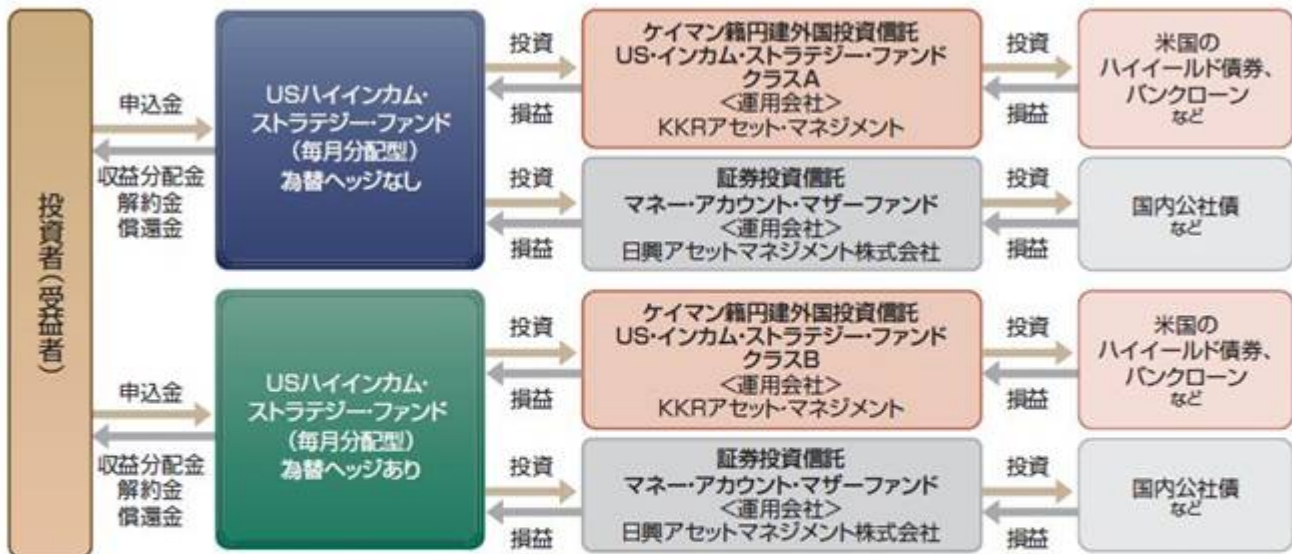 投資者（受益者）
申込金
収益分配金
解約金
償還金
USハイインカム・
ストラテジー・ファンド
（毎月分配型）
為替ヘッジなし
投資
損益
ケイマン籍円建外国投資信託
US・インカム・ストラテジー・ファンド
クラスA
＜運用会社＞
KKRアセット・マネジメント
投資
損益
米国の
ハイイールド債券、
バンクローン
など
投資
損益
証券投資信託
マネー・アカウント・マザーファンド
＜運用会社＞
日興アセットマネジメント株式会社
投資
損益
国内公社債
など
申込金
収益分配金
解約金
償還金
USハイインカム・
ストラテジー・ファンド
（毎月分配型）
為替ヘッジあり
投資
損益
ケイマン籍円建外国投資信託
US・インカム・ストラテジー・ファンド
クラスB
＜運用会社＞
KKRアセット・マネジメント
投資
損益
米国の
ハイイールド債券、
バンクローン
など
投資
損益
証券投資信託
マネー・アカウント・マザーファンド
＜運用会社＞
日興アセットマネジメント株式会社
投資
損益
国内公社債
など